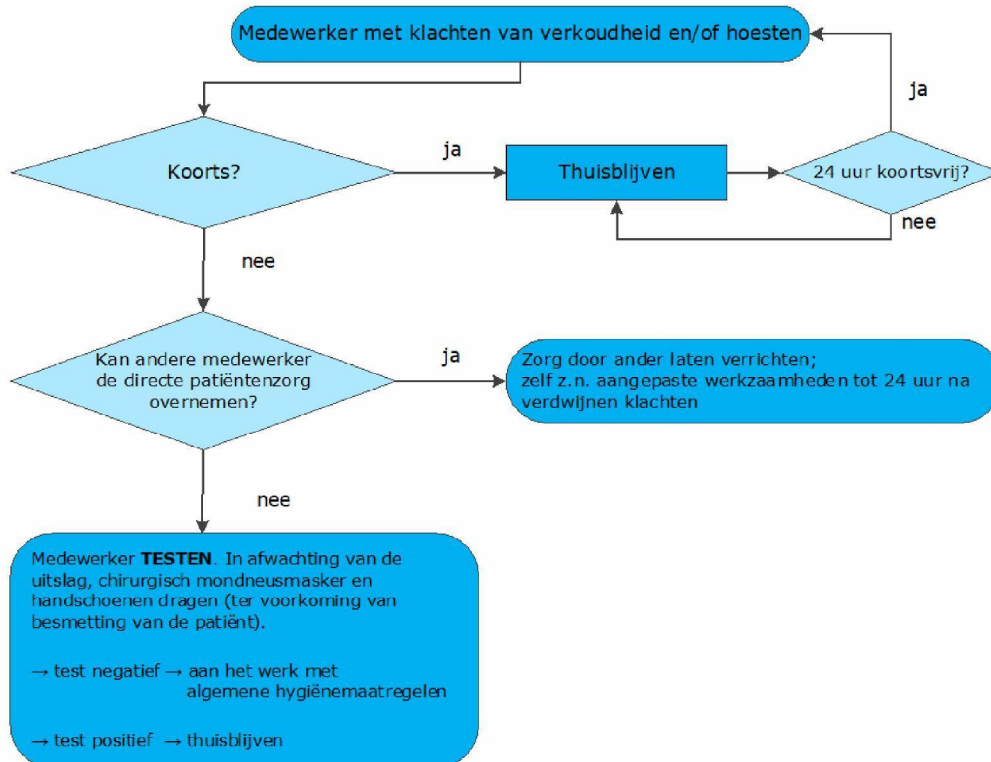 Medewerker met klachten van verkoudheid en/of hoesten
ja
Koorts?
ja
Thuisblijven
24 uur koortsvrij?
nee
nee
Kan andere medewerker
de directe patiëntenzorg
overnemen?
ja
Zorg door ander laten verrichten;
zelf z.n. aangepaste werkzaamheden tot 24 uur na
verdwijnen klachten
nee
Medewerker TESTEN. In afwachting van de
uitslag, chirurgisch mondneusmasker en
handschoenen dragen (ter voorkoming van
besmetting van de patiënt).
→ test negatief → aan het werk met
algemene hygiënemaatregelen
→ test positief → thuisblijven